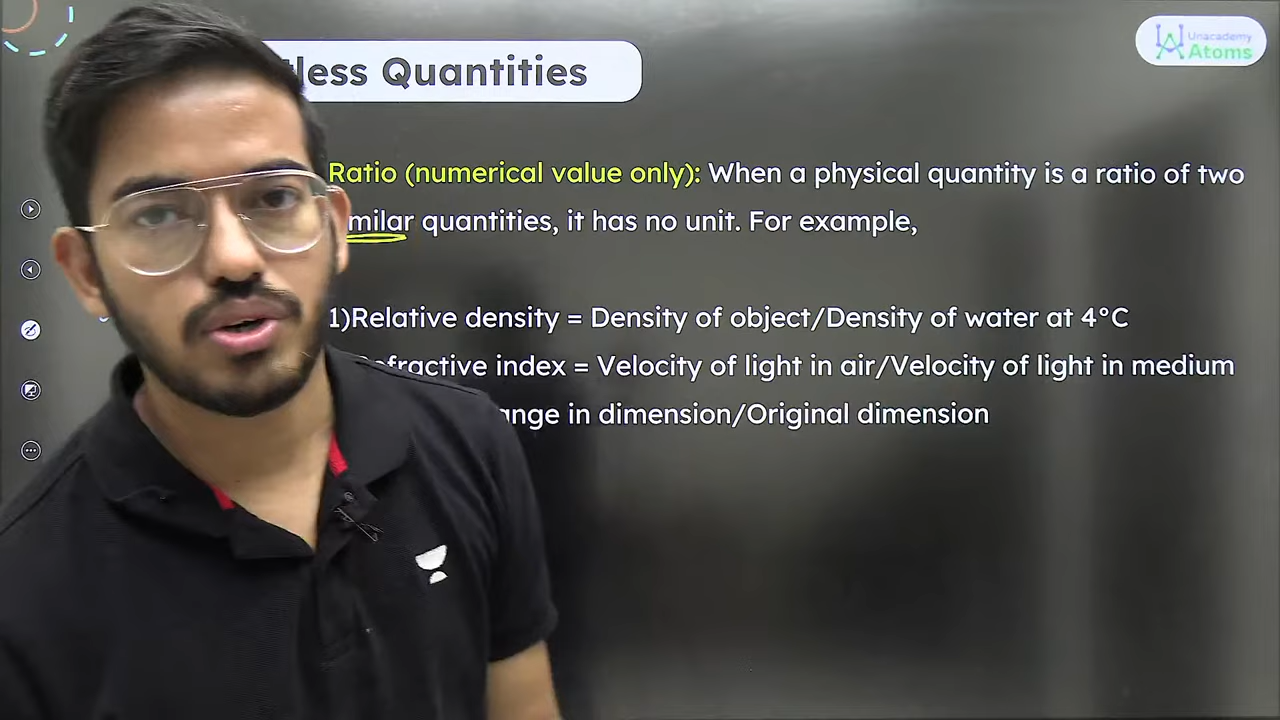 Unacademy
Atoms
tless Quantities
Ratio (numerical value only): When a physical quantity is a ratio of two
milar quantities, it has no unit. For example,
1)Relative density = Density of object/Density of water at 4°C
efractive index = Velocity of light in air/Velocity of light in medium
ange in dimension/Original dimension